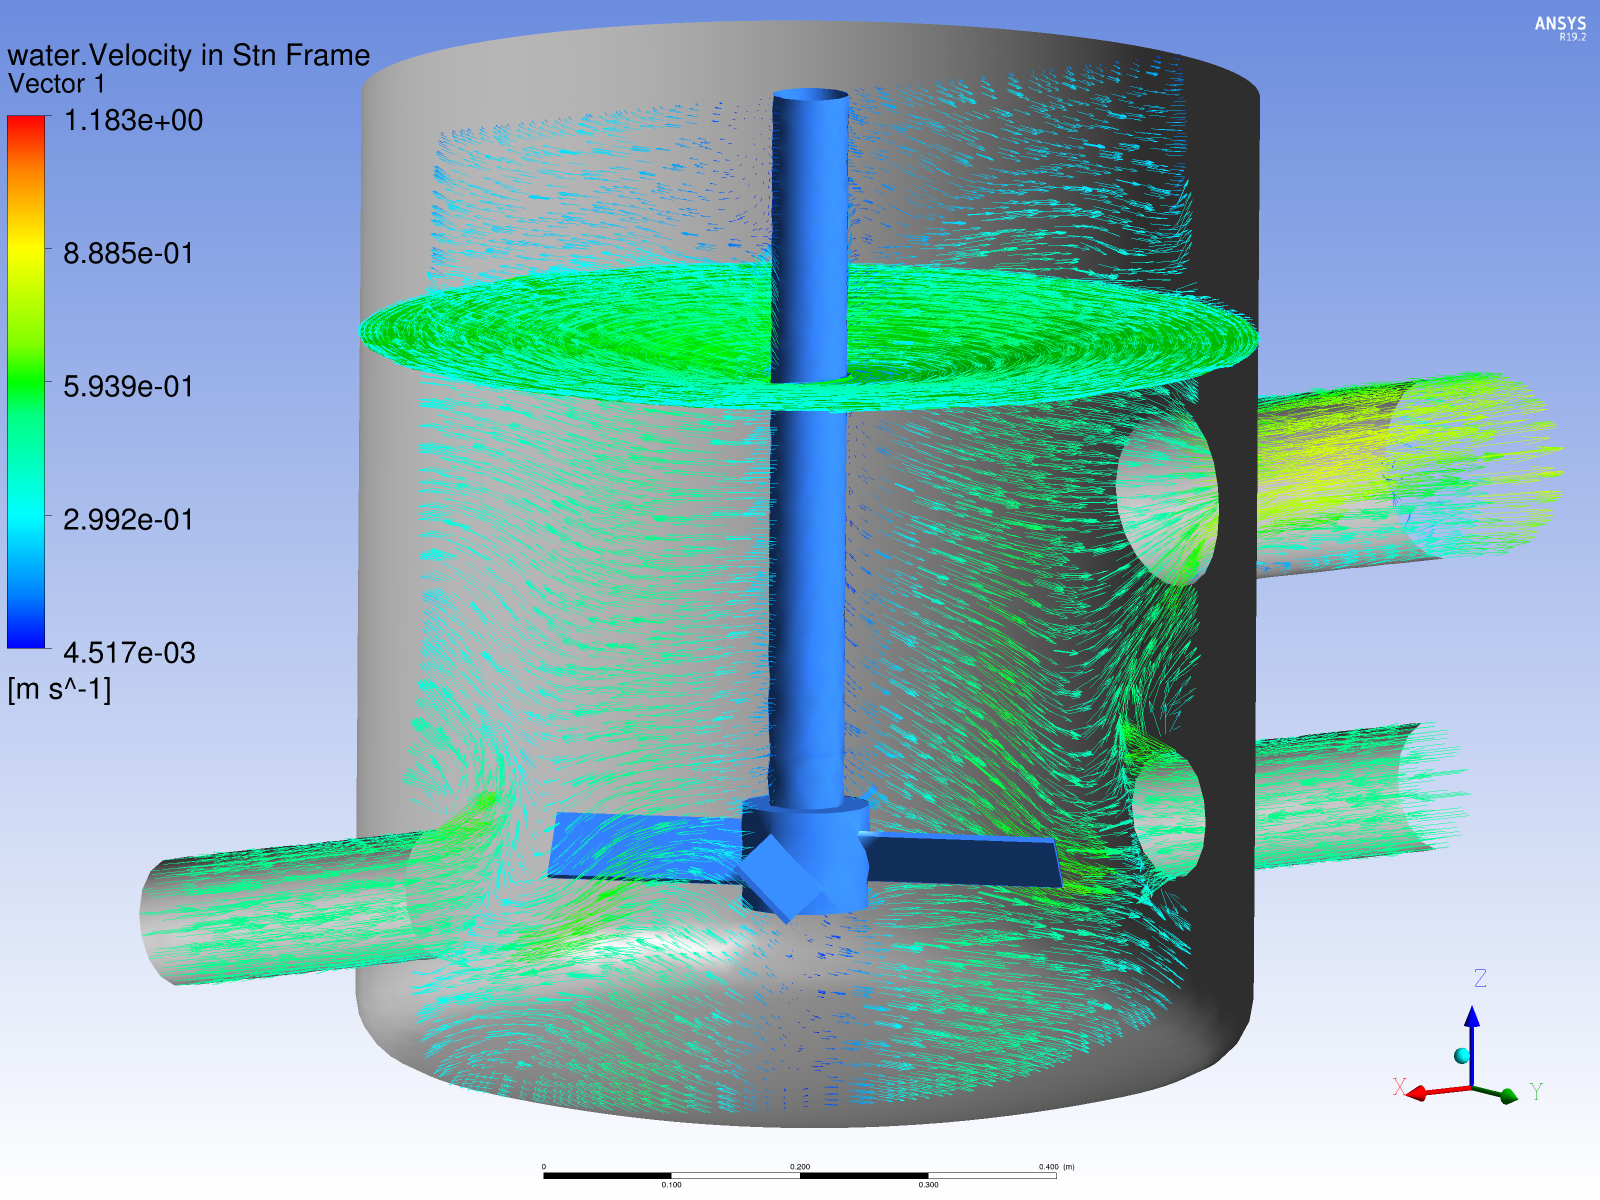 ANSYS
R19.2
water.Velocity in Stn Frame
Vector 1
1.183e+00
8.885e-01
5.939e-01
2.992e-01
4.517e-03
[m s^-1]
Z
X
Y
0 0.200 0.400 (m)
0.100 0.300